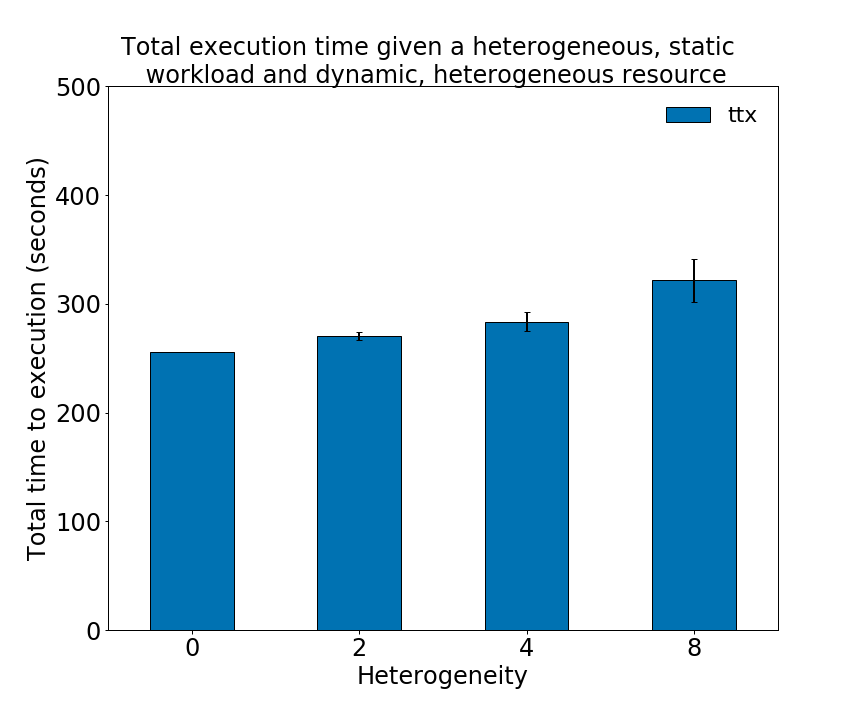 Total execution time given a heterogeneous, static
workload and dynamic, heterogeneous resource
500
400
300
200
100
0
Total time to execution (seconds)
ttx
0 2 4 8
Heterogeneity